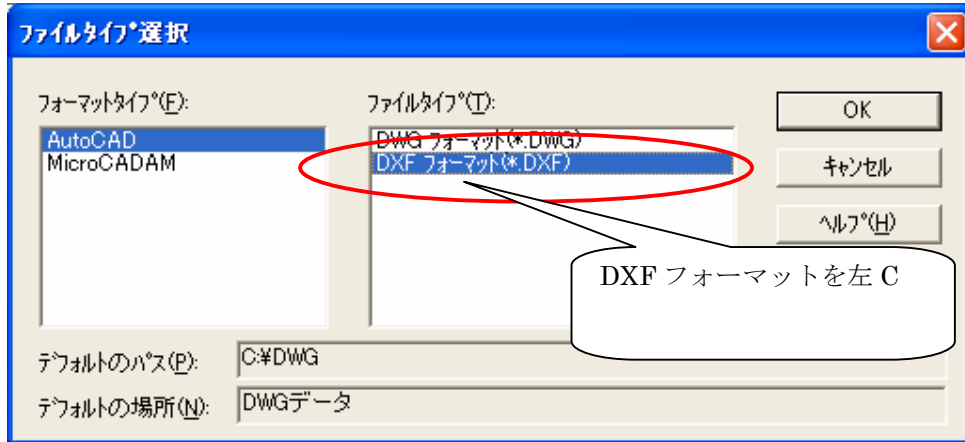 ファイルタイプ選択
フォーマットタイプ(F):
ファイルタイプ(T):
AutoCAD
MicroCADAM
DWG フォーマット(*.DWG)
DXF フォーマット(*.DXF)
OK
キャンセル
ヘルプ(H)
DXF フォーマットを左 C
デフォルトのパス(P):
C:¥DWG
デフォルトの場所(N):
DWGデータ